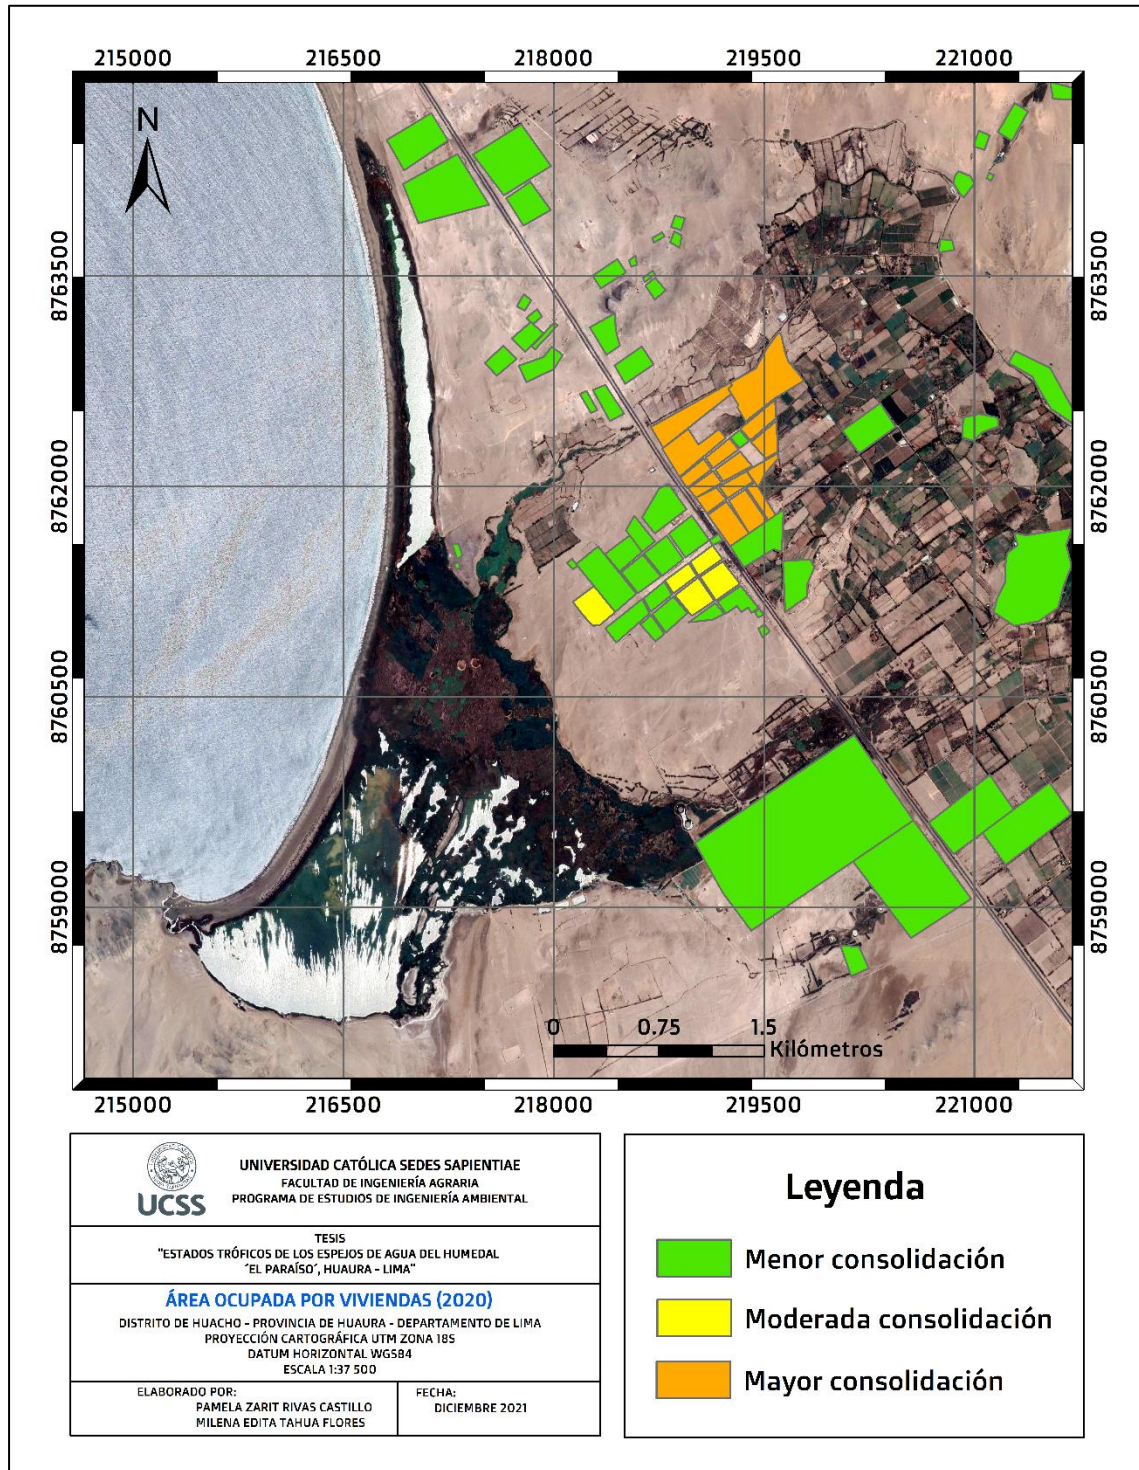 215000 216500 218000 219500 221000
N
8763500 8763500
8762000 8762000
8760500 8760500
8759000 8759000
0 0.75 1.5
Kilómetros
215000 216500 218000 219500 221000
UCSS
UNIVERSIDAD CATÓLICA SEDES SAPIENTIAE
FACULTAD DE INGENIERÍA AGRARIA
PROGRAMA DE ESTUDIOS DE INGENIERÍA AMBIENTAL
TESIS
"ESTADOS TRÓFICOS DE LOS ESPEJOS DE AGUA DEL HUMEDAL
´EL PARAÍSO´, HUAURA - LIMA"
ÁREA OCUPADA POR VIVIENDAS (2020)
DISTRITO DE HUACHO - PROVINCIA DE HUAURA - DEPARTAMENTO DE LIMA
PROYECCIÓN CARTOGRÁFICA UTM ZONA 18S
DATUM HORIZONTAL WGS84
ESCALA 1:37 500
ELABORADO POR:
PAMELA ZARIT RIVAS CASTILLO
MILENA EDITA TAHUA FLORES
FECHA:
DICIEMBRE 2021
Leyenda
Menor consolidación
Moderada consolidación
Mayor consolidación